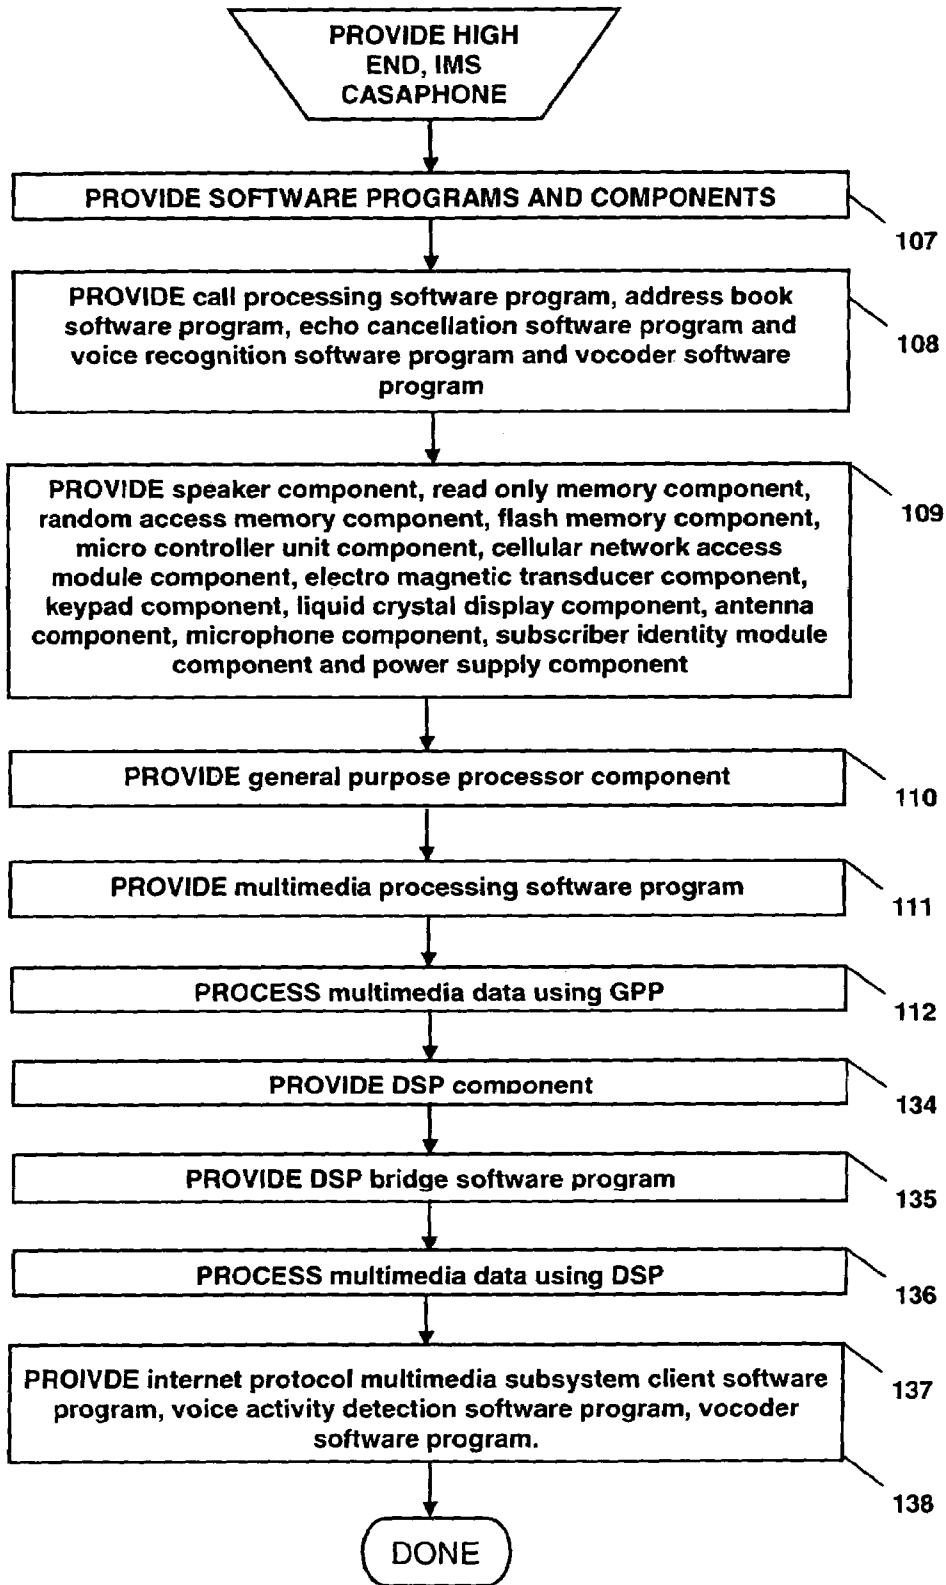 PROVIDE HIGH
END, IMS
CASAPHONE
PROVIDE SOFTWARE PROGRAMS AND COMPONENTS
107
PROVIDE call processing software program, address book
software program, echo cancellation software program and
voice recognition software program and vocoder software
program
108
PROVIDE speaker component, read only memory component,
random access memory component, flash memory component,
micro controller unit component, cellular network access
module component, electro magnetic transducer component,
keypad component, liquid crystal display component, antenna
component, microphone component, subscriber identity module
component and power supply component
109
PROVIDE general purpose processor component
110
PROVIDE multimedia processing software program
111
PROCESS multimedia data using GPP
112
PROVIDE DSP component
134
PROVIDE DSP bridge software program
135
PROCESS multimedia data using DSP
136
PROIVDE internet protocol multimedia subsystem client software
program, voice activity detection software program, vocoder
software program.
137
138
DONE